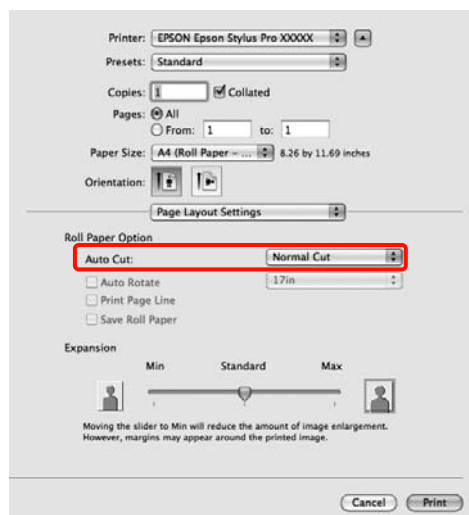 Printer: EPSON Epson Stylus Pro XXXXX
Presets: Standard
Copies: 1 Collated
Pages: All
From: 1 to: 1
Paper Size: A4 (Roll Paper – ... 8.26 by 11.69 inches
Orientation:
Page Layout Settings
Roll Paper Option
Auto Cut: Normal Cut
Auto Rotate 17in
Print Page Line
Save Roll Paper
Expansion
Min Standard Max
Moving the slider to Min will reduce the amount of image enlargement.
However, margins may appear around the printed image.
Cancel Print